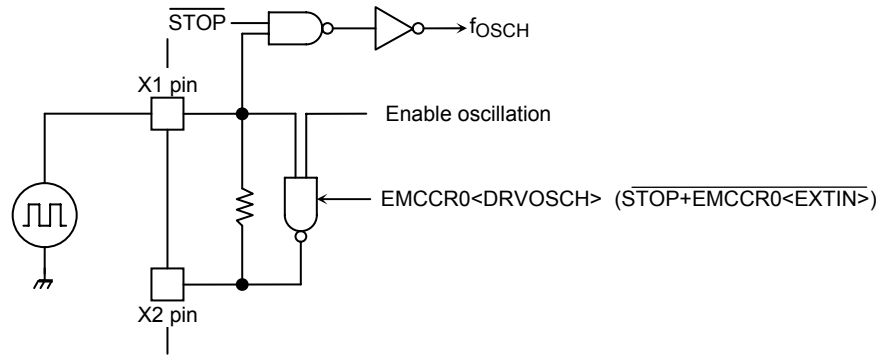 STOP
fOSCH
X1 pin
Enable oscillation
EMCCR0<DRVOSCH> (STOP+EMCCR0<EXTIN>)
X2 pin